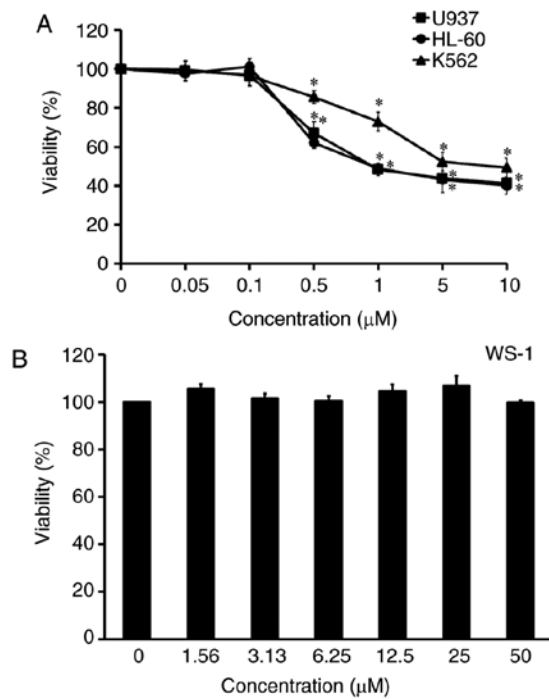 A
U937
HL-60
K562
120
100
80
60
40
20
0
Viability (%)
* * * * * * * * * * * *
0 0.05 0.1 0.5 1 5 10
Concentration (μM)
B
WS-1
120
100
80
60
40
20
0
Viability (%)
0 1.56 3.13 6.25 12.5 25 50
Concentration (μM)